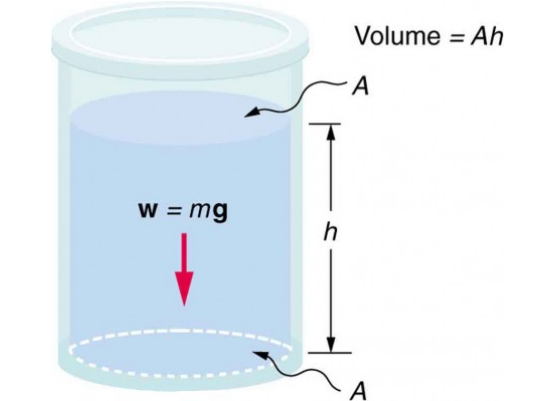 Volume = Ah
A
w = mg
h
A